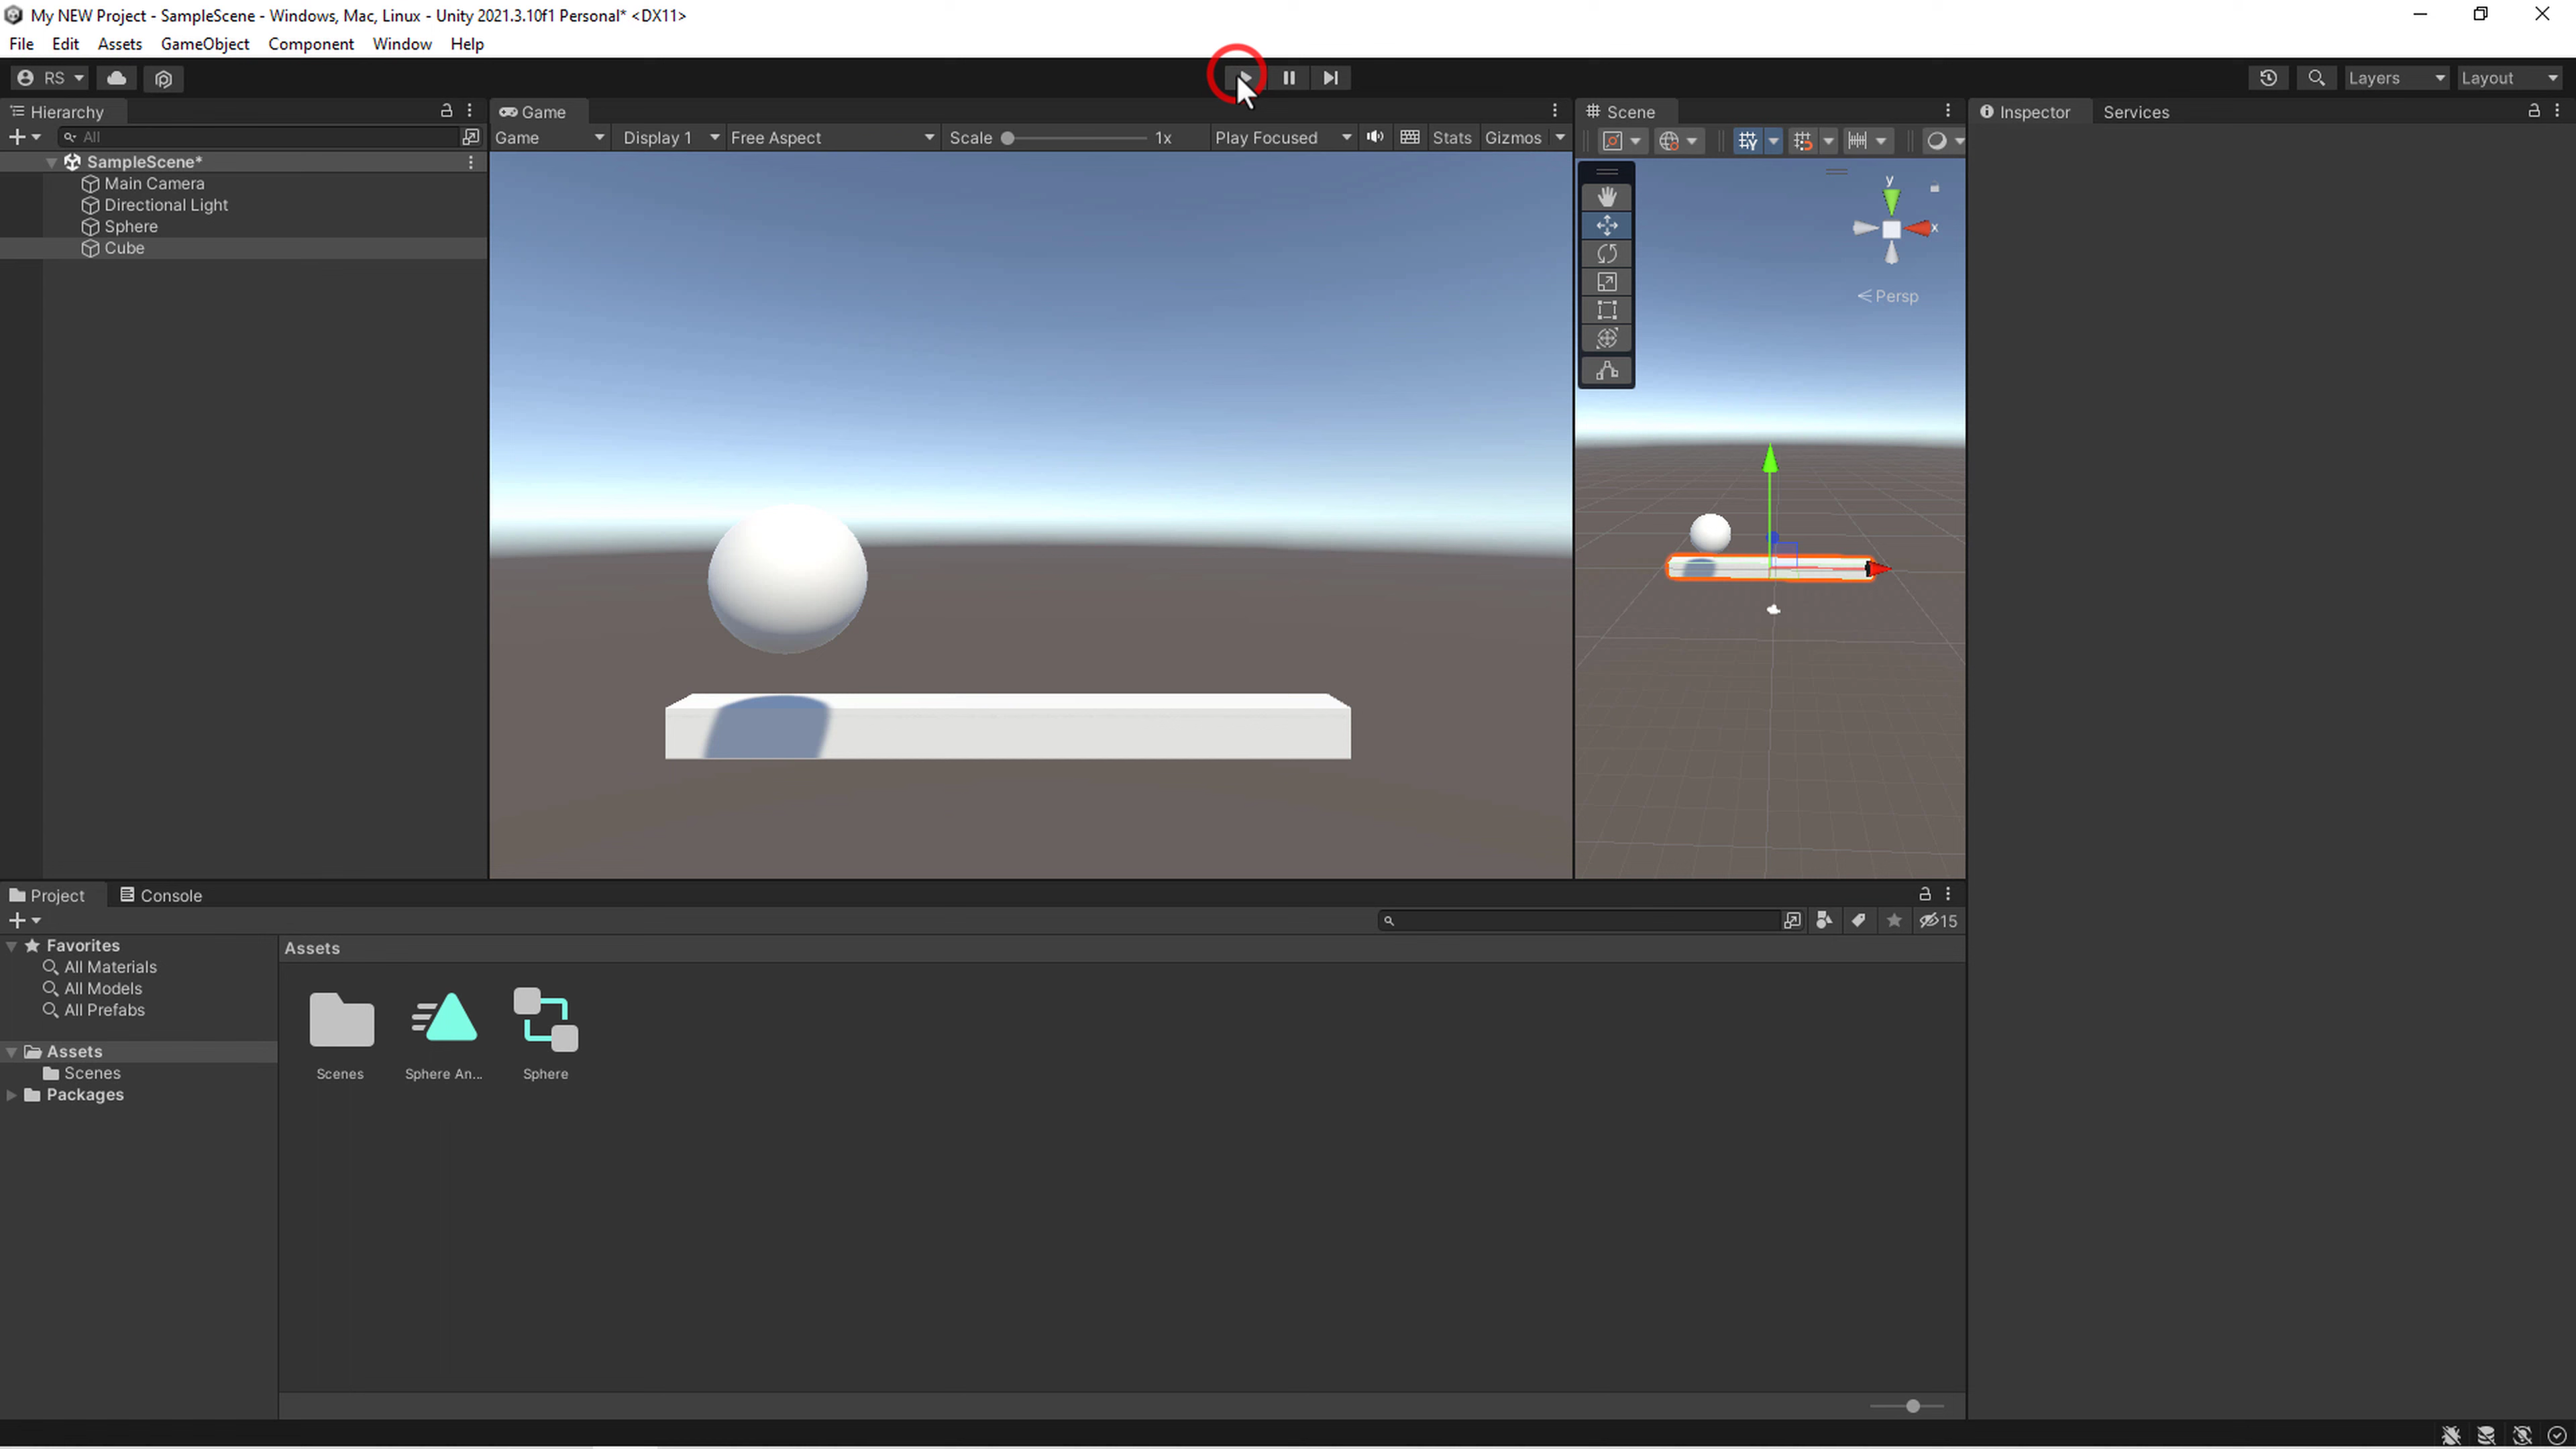 My NEW Project - SampleScene - Windows, Mac, Linux - Unity 2021.3.10f1 Personal* <DX11>
File Edit Assets GameObject Component Window Help
RS Layers Layout
Hierarchy Game Scene Inspector Services
All Game Display 1 Free Aspect Scale 1x Play Focused Stats Gizmos
SampleScene*
Main Camera
Directional Light
Sphere
Cube
y
x
Persp
Project Console
15
Favorites
All Materials
All Models
All Prefabs
Assets
Scenes
Packages
Assets
Scenes Sphere An... Sphere